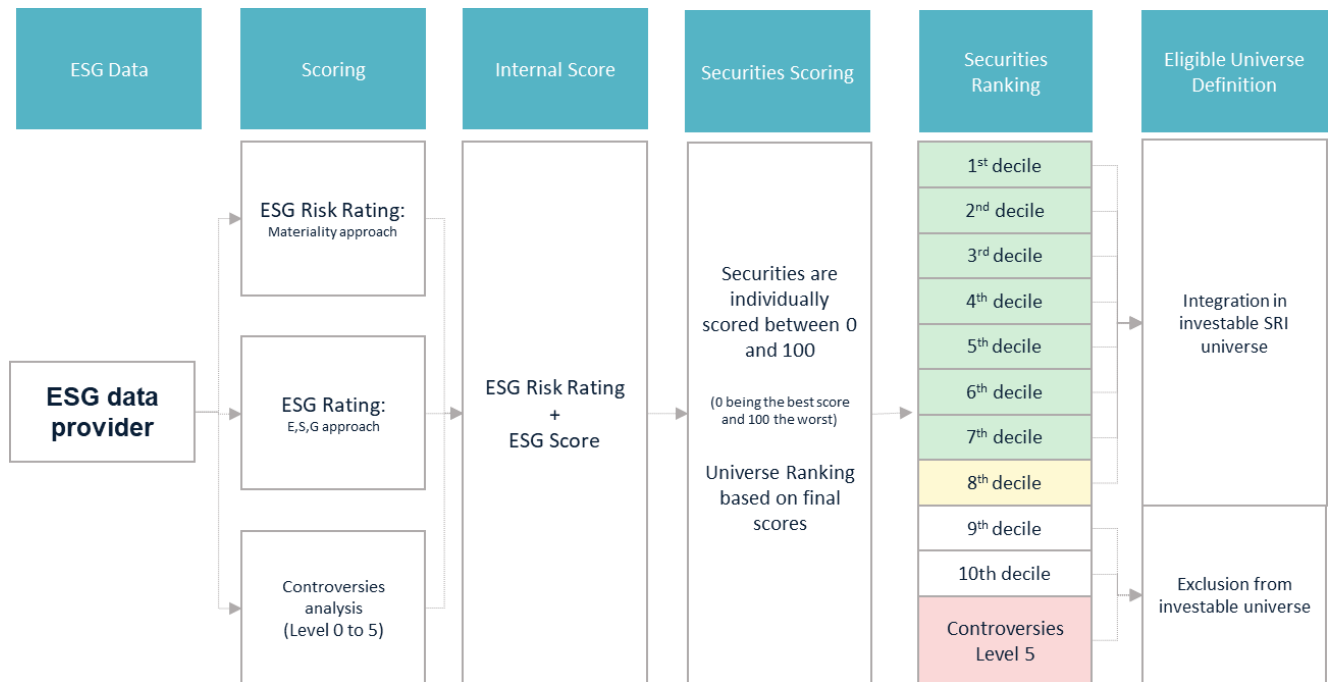 ESG Data
Scoring
Internal Score
Securities Scoring
Securities
Ranking
Eligible Universe
Definition
ESG data
provider
ESG Risk Rating:
Materiality approach
ESG Rating:
E,S,G approach
Controversies
analysis
(Level 0 to 5)
ESG Risk Rating
+
ESG Score
Securities are
individually
scored between 0
and 100
(0 being the best score
and 100 the worst)
Universe Ranking
based on final
scores
1st decile
2nd decile
3rd decile
4th decile
5th decile
6th decile
7th decile
8th decile
9th decile
10th decile
Controversies
Level 5
Integration in
investable SRI
universe
Exclusion from
investable universe